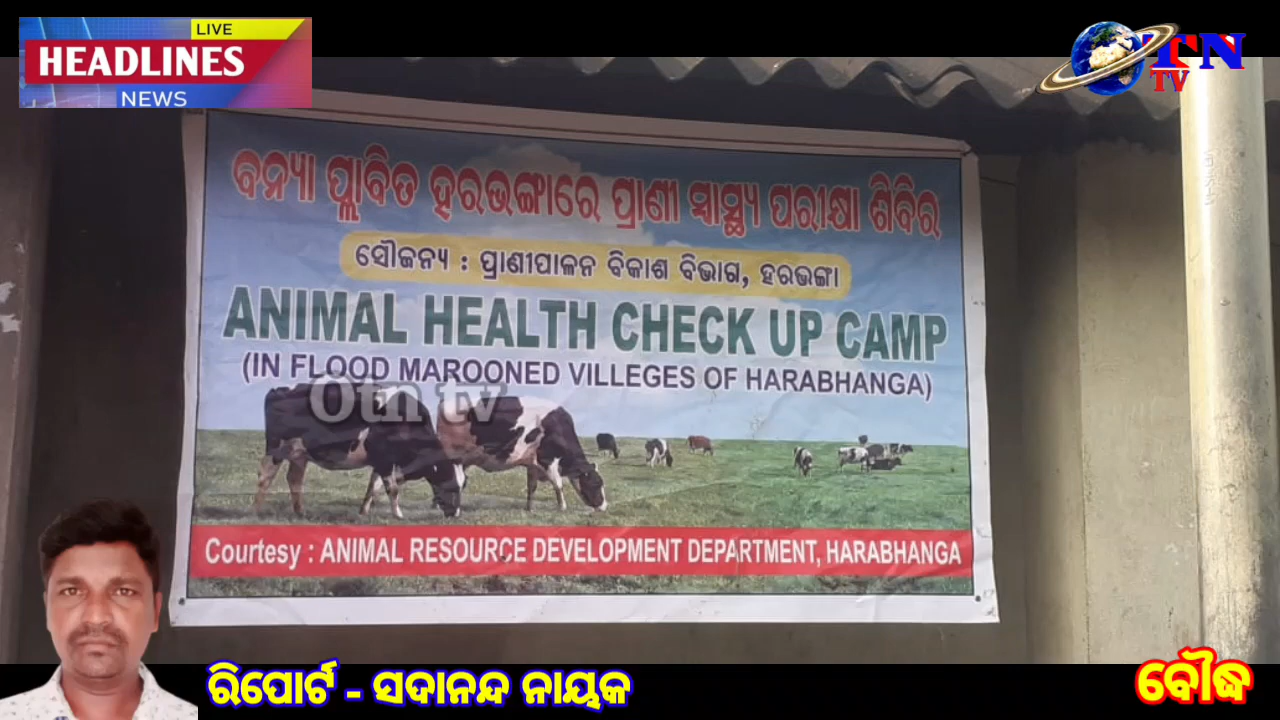 LIVE
HEADLINES
NEWS
OTN
TV
ବନ୍ୟା ପ୍ଲାବିତ ହରଭଙ୍ଗାରେ ପ୍ରାଣୀ ସ୍ୱାସ୍ଥ୍ୟ ପରୀକ୍ଷା ଶିବିର
ସୌଜନ୍ୟ : ପ୍ରାଣୀପାଳନ ବିକାଶ ବିଭାଗ, ହରଭଙ୍ଗା
ANIMAL HEALTH CHECK UP CAMP
(IN FLOOD MAROONED VILLEGES OF HARABHANGA)
Otn tv
Courtesy : ANIMAL RESOURCE DEVELOPMENT DEPARTMENT, HARABHANGA
ରିପୋର୍ଟ - ସଦାନନ୍ଦ ନାୟକ
ବୌଦ୍ଧ